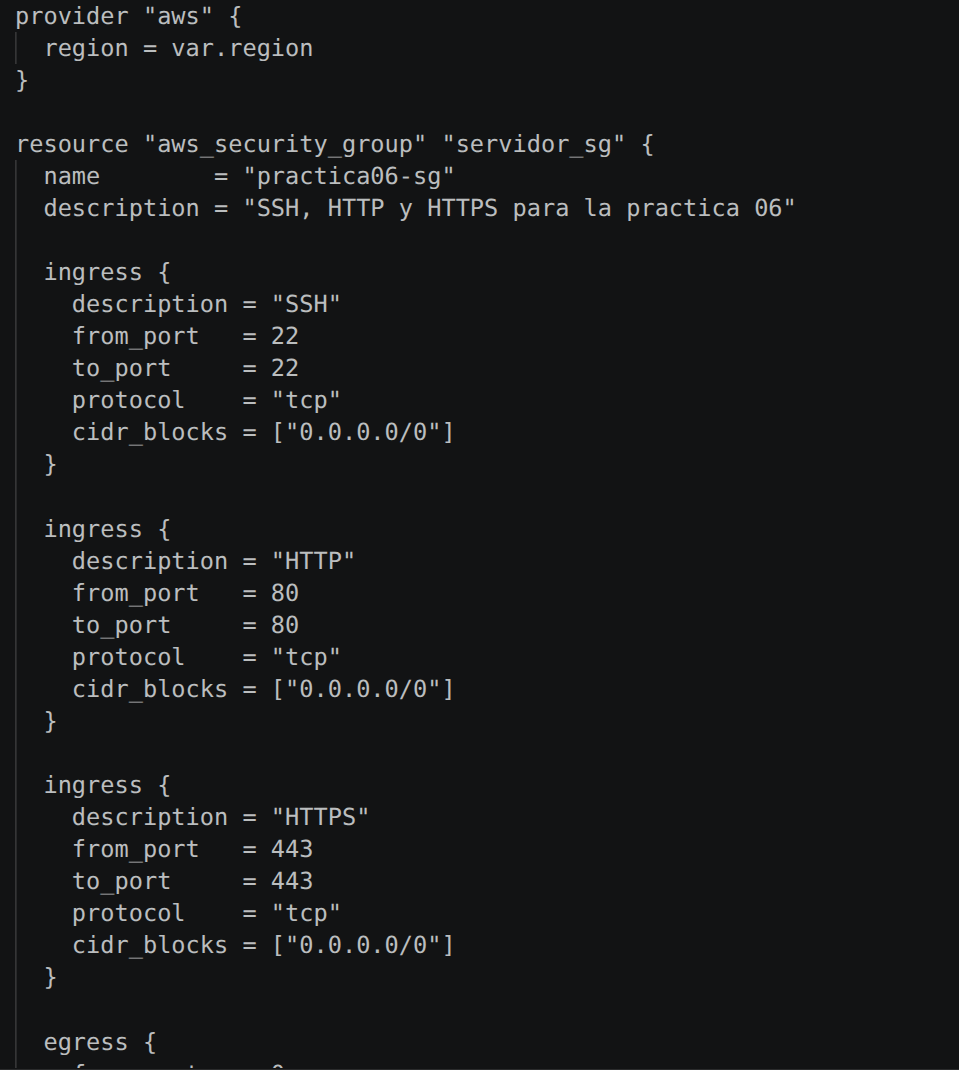 provider "aws" {
  region = var.region
}

resource "aws_security_group" "servidor_sg" {
  name        = "practica06-sg"
  description = "SSH, HTTP y HTTPS para la practica 06"

  ingress {
    description = "SSH"
    from_port   = 22
    to_port     = 22
    protocol    = "tcp"
    cidr_blocks = ["0.0.0.0/0"]
  }

  ingress {
    description = "HTTP"
    from_port   = 80
    to_port     = 80
    protocol    = "tcp"
    cidr_blocks = ["0.0.0.0/0"]
  }

  ingress {
    description = "HTTPS"
    from_port   = 443
    to_port     = 443
    protocol    = "tcp"
    cidr_blocks = ["0.0.0.0/0"]
  }

  egress {